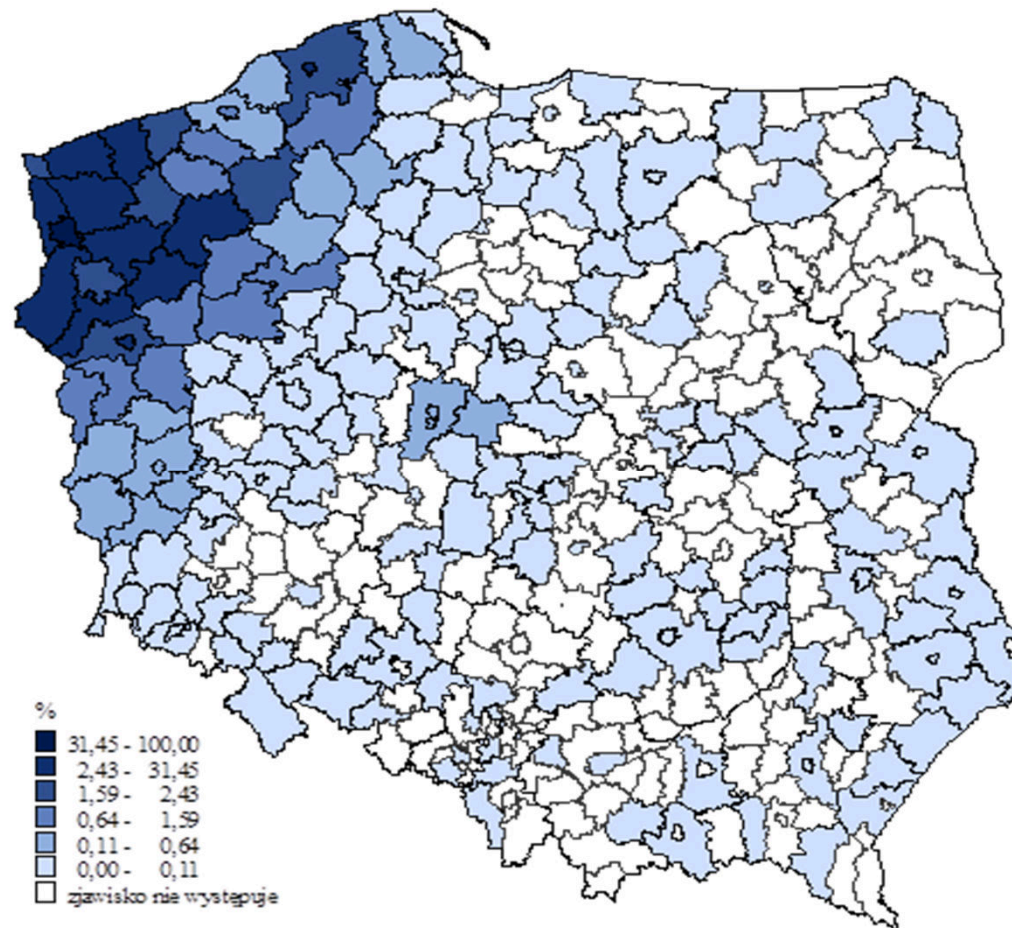 %
31,45 - 100,00
2,43 - 31,45
1,59 - 2,43
0,64 - 1,59
0,11 - 0,64
0,00 - 0,11
zjawisko nie występuje